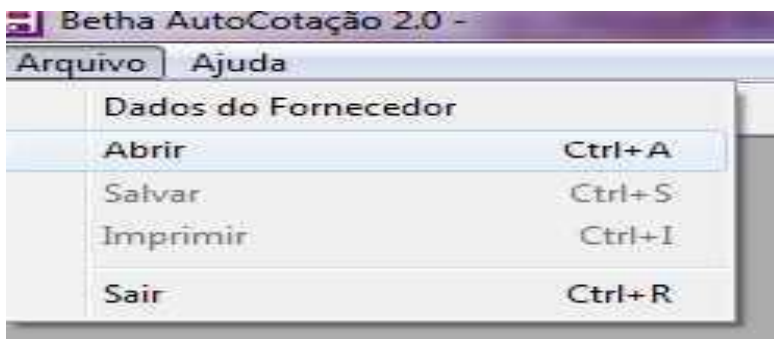 Betha AutoCotação 2.0 -
Arquivo Ajuda
Dados do Fornecedor
Abrir Ctrl+A
Salvar Ctrl+S
Imprimir Ctrl+I
Sair Ctrl+R